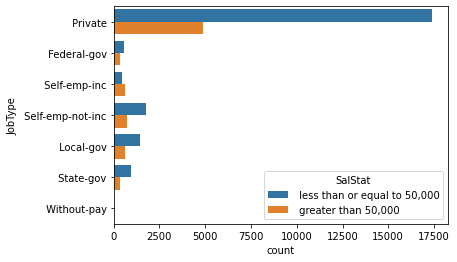 JobType
Private
Federal-gov
Self-emp-inc
Self-emp-not-inc
Local-gov
State-gov
Without-pay
SalStat
less than or equal to 50,000
greater than 50,000
0 2500 5000 7500 10000 12500 15000 17500
count